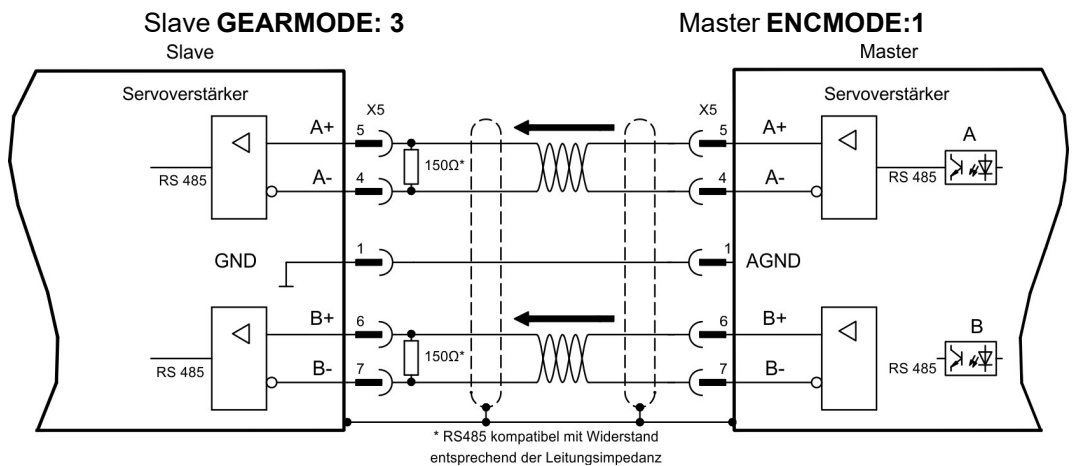 Slave GEARMODE: 3
Master ENCMODE:1
Slave
Master
Servoverstärker
Servoverstärker
X5
X5
A+
5
5
A+
A
150Ω*
RS 485
A-
4
4
A-
RS 485
GND
1
1
AGND
B+
6
6
B+
B
150Ω*
RS 485
B-
7
7
B-
RS 485
* RS485 kompatibel mit Widerstand
entsprechend der Leitungsimpedanz